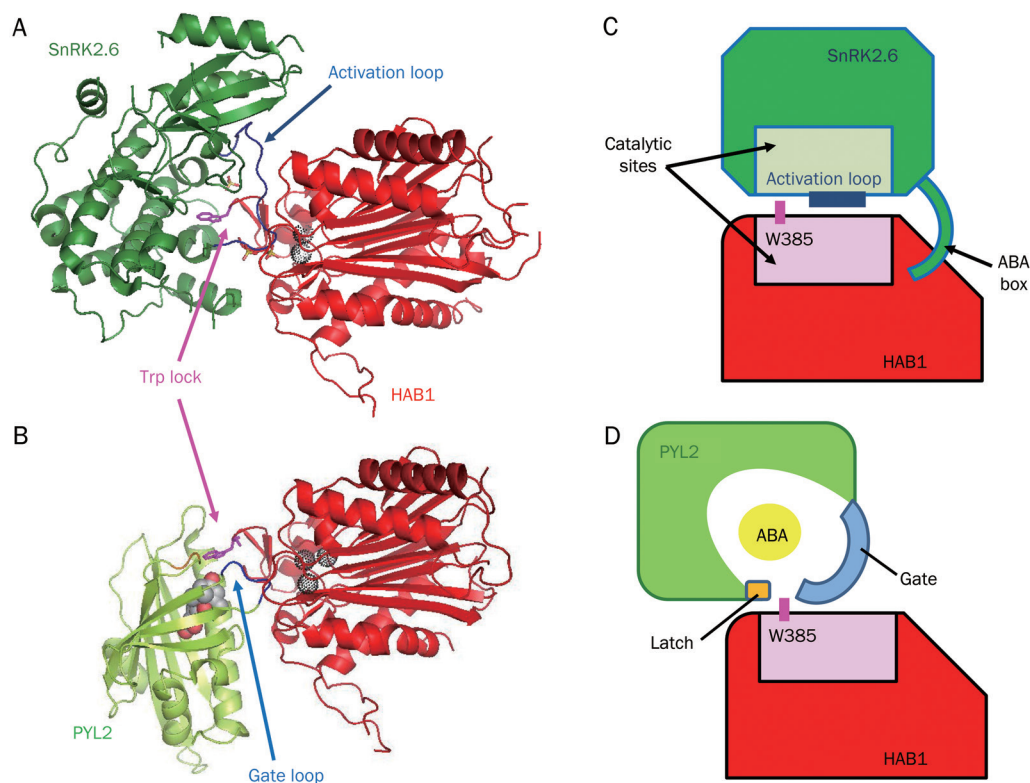 A
SnRK2.6
Activation loop
Trp lock
HAB1
B
PYL2
Gate loop
C
SnRK2.6
Catalytic
sites
Activation loop
W385
ABA
box
HAB1
D
PYL2
ABA
Gate
Latch
W385
HAB1